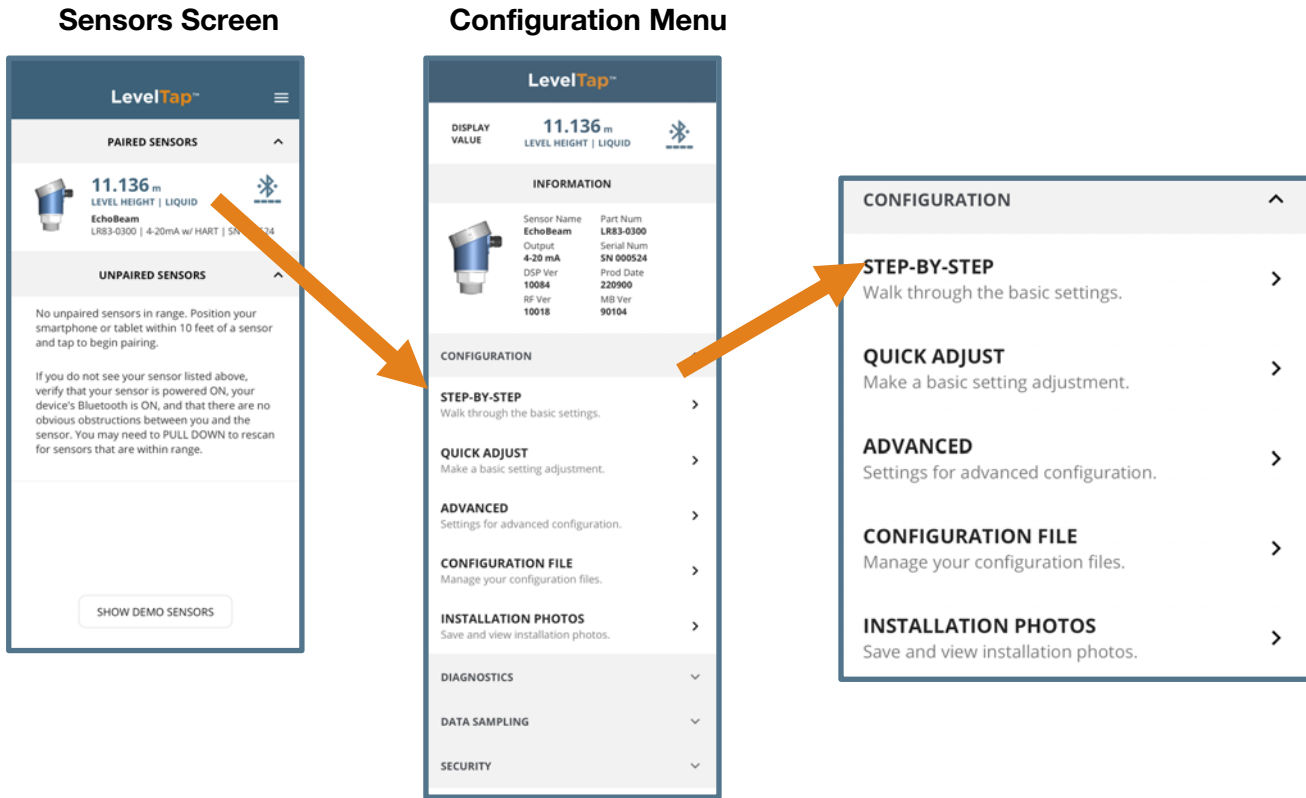 Sensors Screen
LevelTap™
PAIRED SENSORS
11.136 m
LEVEL HEIGHT | LIQUID
EchoBeam
LR83-0300 | 4-20mA w/ HART | SN 524
UNPAIRED SENSORS
No unpaired sensors in range. Position your
smartphone or tablet within 10 feet of a sensor
and tap to begin pairing.
If you do not see your sensor listed above,
verify that your sensor is powered ON, your
device's Bluetooth is ON, and that there are no
obvious obstructions between you and the
sensor. You may need to PULL DOWN to rescan
for sensors that are within range.
SHOW DEMO SENSORS
Configuration Menu
LevelTap™
DISPLAY
VALUE
11.136 m
LEVEL HEIGHT | LIQUID
INFORMATION
Sensor Name Part Num
EchoBeam LR83-0300
Output Serial Num
4-20 mA SN 000524
DSP Ver Prod Date
10084 220900
RF Ver MB Ver
10018 90104
CONFIGURATION
STEP-BY-STEP
Walk through the basic settings.
QUICK ADJUST
Make a basic setting adjustment.
ADVANCED
Settings for advanced configuration.
CONFIGURATION FILE
Manage your configuration files.
INSTALLATION PHOTOS
Save and view installation photos.
DIAGNOSTICS
DATA SAMPLING
SECURITY
CONFIGURATION
STEP-BY-STEP
Walk through the basic settings.
QUICK ADJUST
Make a basic setting adjustment.
ADVANCED
Settings for advanced configuration.
CONFIGURATION FILE
Manage your configuration files.
INSTALLATION PHOTOS
Save and view installation photos.